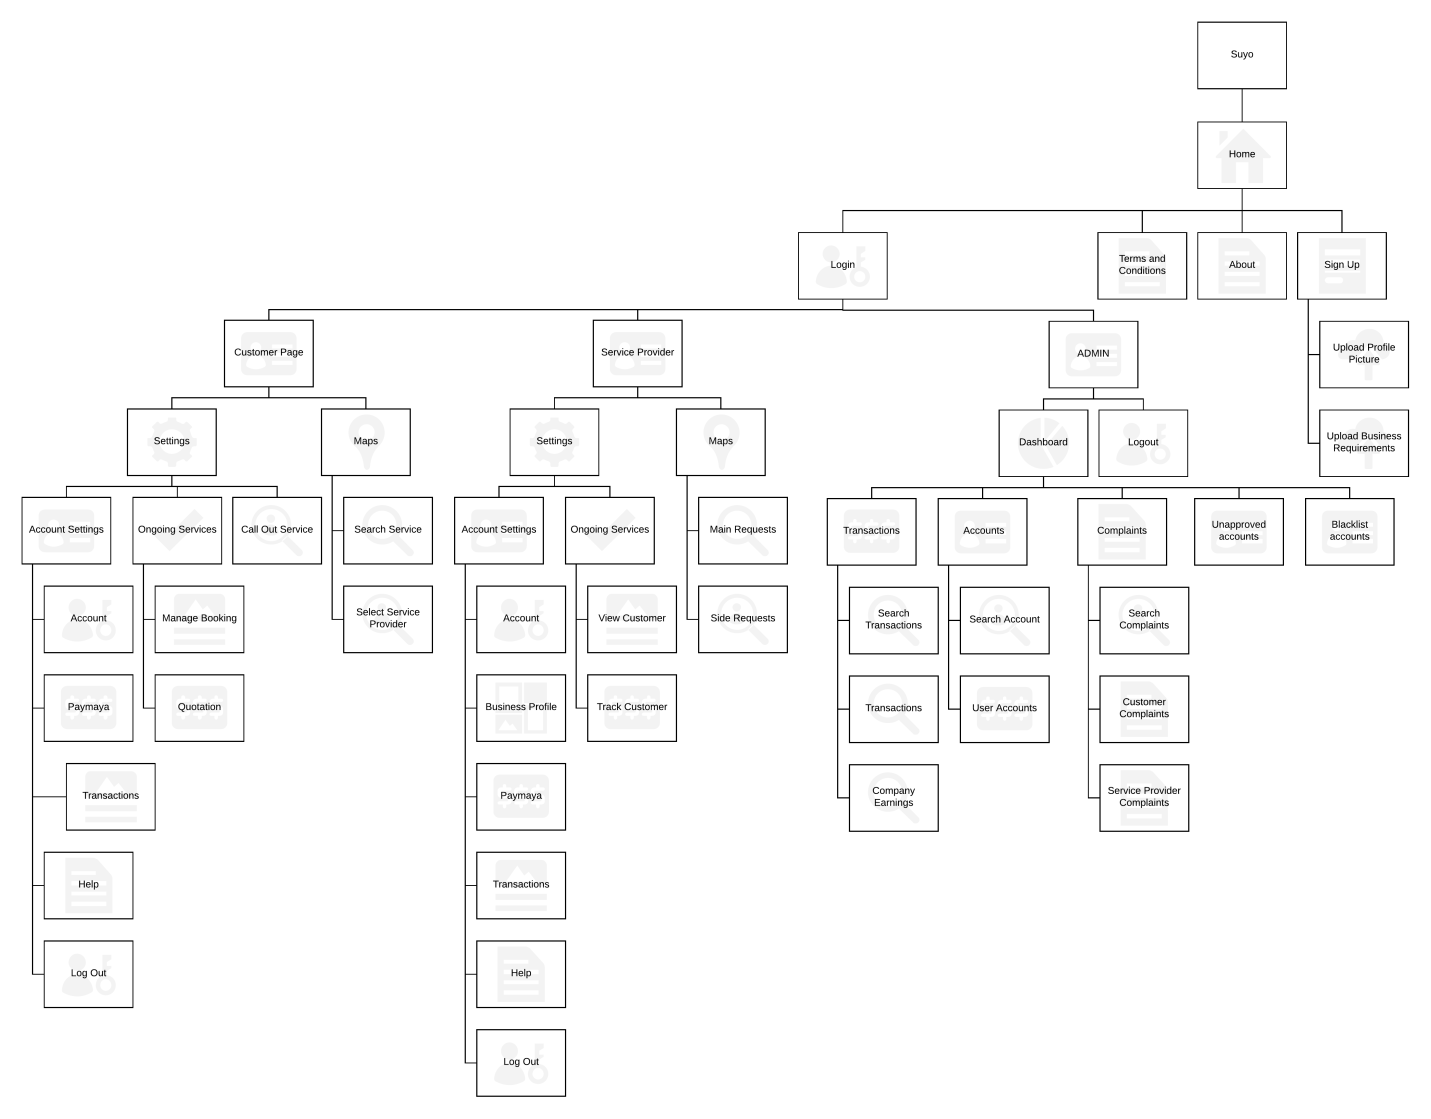 Suyo
Home
Login
Terms and
Conditions
About
Sign Up
Customer Page
Service Provider
ADMIN
Upload Profile
Picture
Settings
Maps
Settings
Maps
Dashboard
Logout
Upload Business
Requirements
Account Settings
Ongoing Services
Call Out Service
Search Service
Account Settings
Ongoing Services
Main Requests
Transactions
Accounts
Complaints
Unapproved
accounts
Blacklist
accounts
Account
Manage Booking
Select Service
Provider
Account
View Customer
Side Requests
Search
Transactions
Search Account
Search
Complaints
Paymaya
Quotation
Business Profile
Track Customer
Transactions
User Accounts
Customer
Complaints
Transactions
Paymaya
Company
Earnings
Service Provider
Complaints
Help
Transactions
Log Out
Help
Log Out